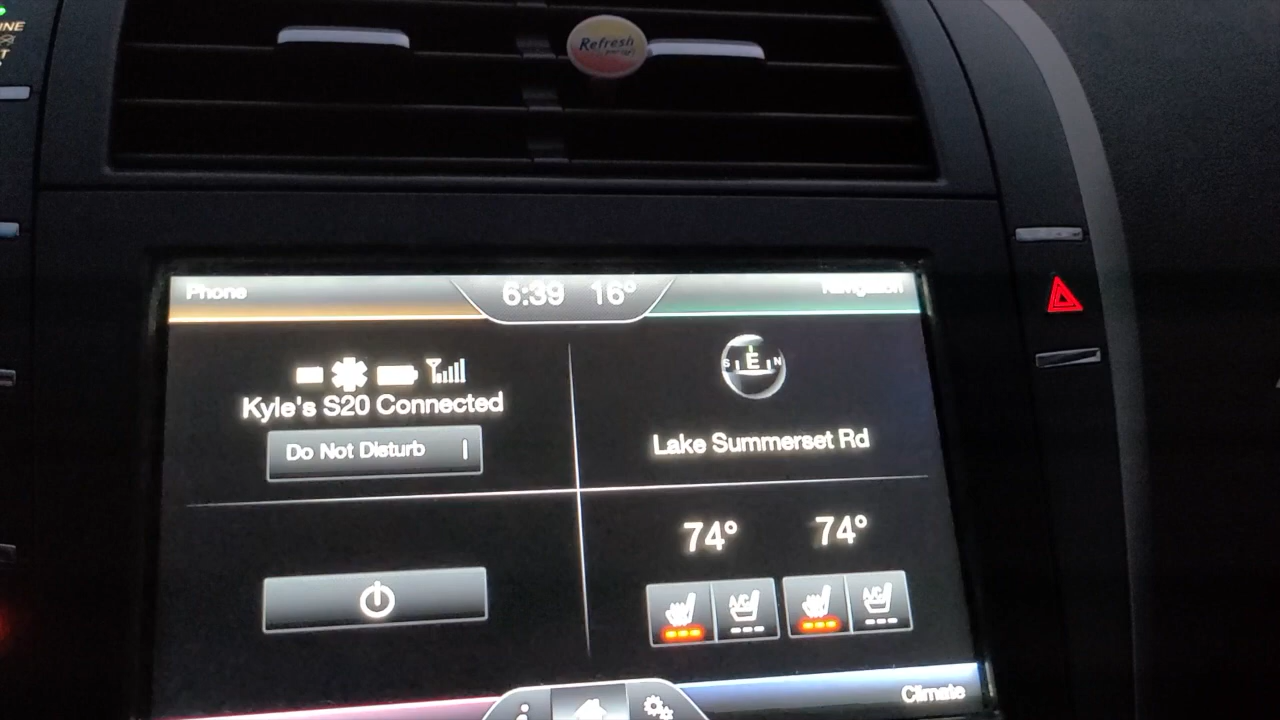 Refresh
Phone
6:39 16°
Navigation
S E N
Kyle's S20 Connected
Do Not Disturb
Lake Summerset Rd
74° 74°
A/C A/C
Climate